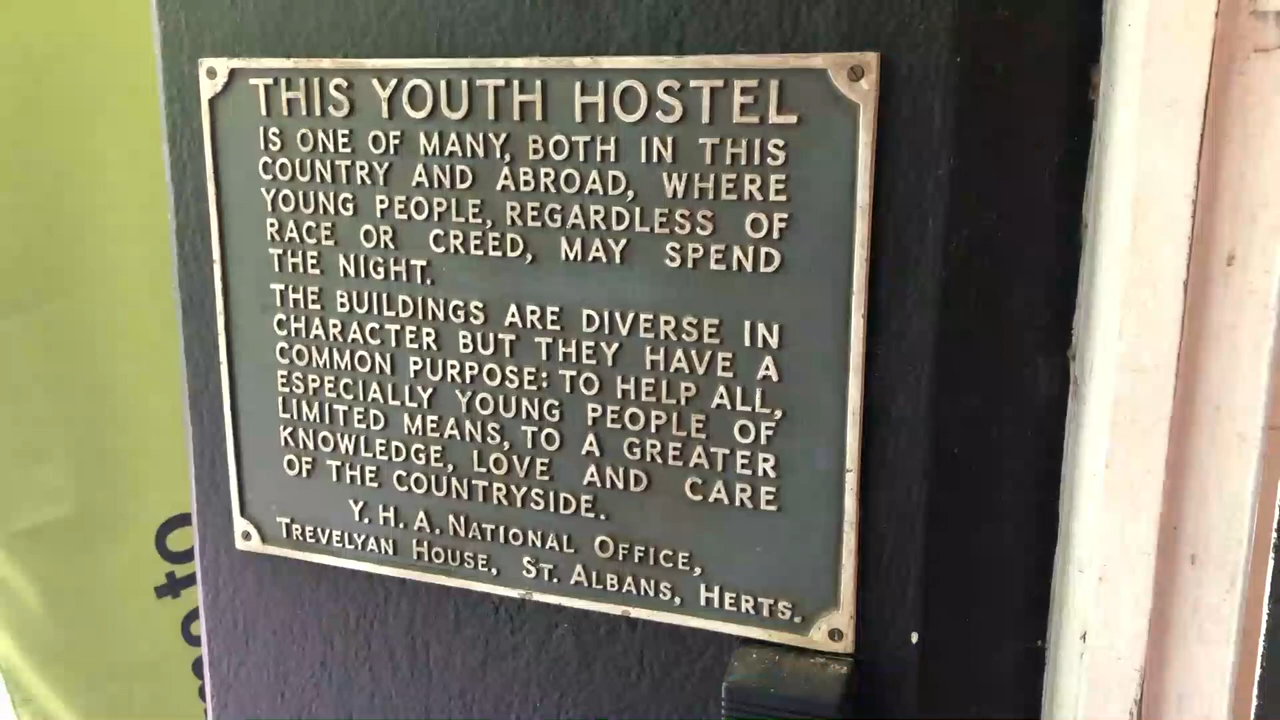 THIS YOUTH HOSTEL
IS ONE OF MANY, BOTH IN THIS
COUNTRY AND ABROAD, WHERE
YOUNG PEOPLE, REGARDLESS OF
RACE OR CREED, MAY SPEND
THE NIGHT.
THE BUILDINGS ARE DIVERSE IN
CHARACTER BUT THEY HAVE A
COMMON PURPOSE: TO HELP ALL,
ESPECIALLY YOUNG PEOPLE OF
LIMITED MEANS, TO A GREATER
KNOWLEDGE, LOVE AND CARE
OF THE COUNTRYSIDE.
Y. H. A. NATIONAL OFFICE,
TREVELYAN HOUSE, ST. ALBANS, HERTS.